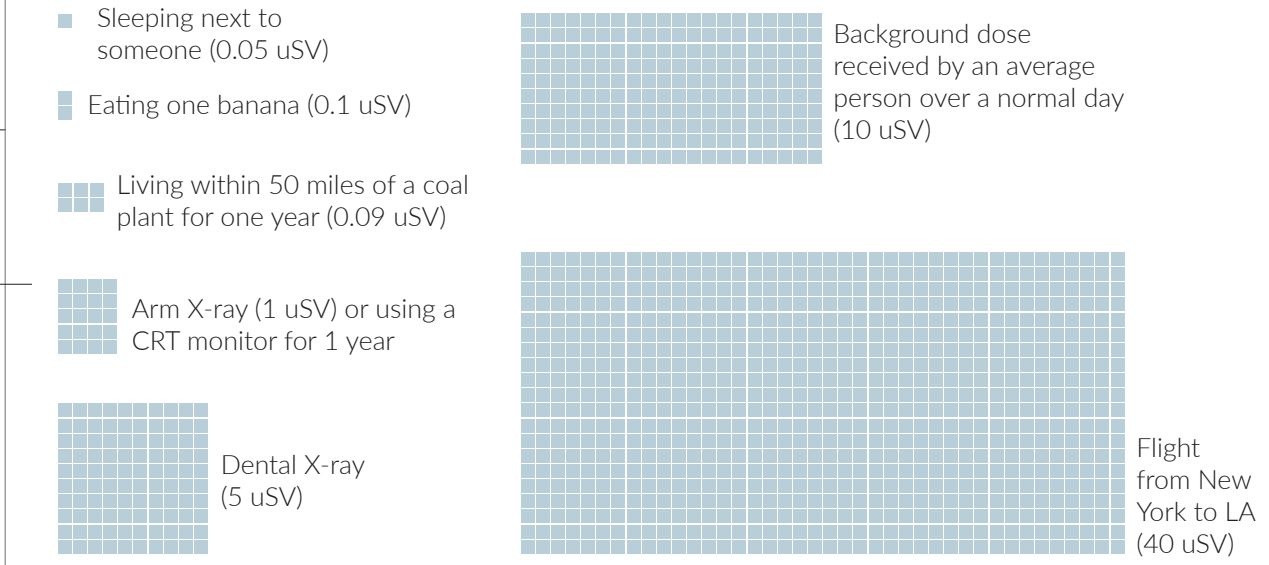 Sleeping next to
someone (0.05 uSV)
Eating one banana (0.1 uSV)
Living within 50 miles of a coal
plant for one year (0.09 uSV)
Arm X-ray (1 uSV) or using a
CRT monitor for 1 year
Dental X-ray
(5 uSV)
Background dose
received by an average
person over a normal day
(10 uSV)
Flight
from New
York to LA
(40 uSV)